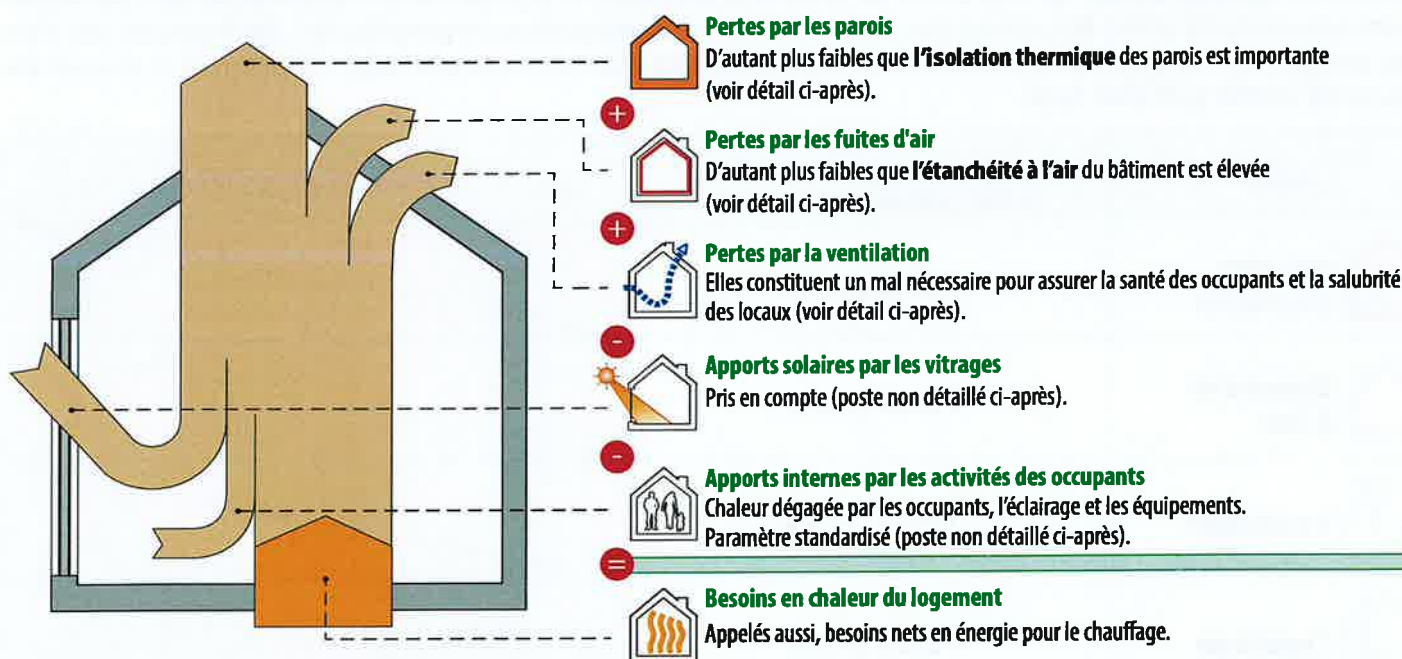 Pertes par les parois
D'autant plus faibles que l'isolation thermique des parois est importante
(voir détail ci-après).
+
Pertes par les fuites d'air
D'autant plus faibles que l'étanchéité à l'air du bâtiment est élevée
(voir détail ci-après).
+
Pertes par la ventilation
Elles constituent un mal nécessaire pour assurer la santé des occupants et la salubrité
des locaux (voir détail ci-après).
-
Apports solaires par les vitrages
Pris en compte (poste non détaillé ci-après).
-
Apports internes par les activités des occupants
Chaleur dégagée par les occupants, l'éclairage et les équipements.
Paramètre standardisé (poste non détaillé ci-après).
=
Besoins en chaleur du logement
Appelés aussi, besoins nets en énergie pour le chauffage.